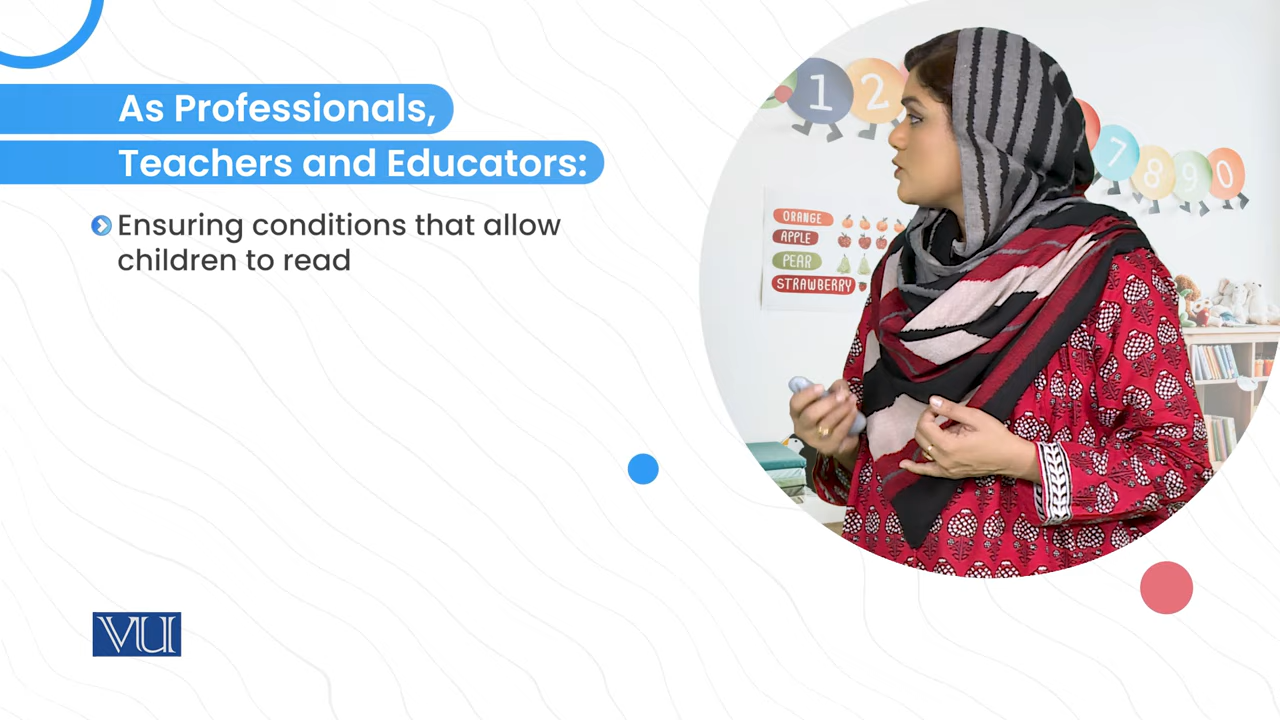 As Professionals,
Teachers and Educators:
Ensuring conditions that allow
children to read
1 2
7 8 9 0
ORANGE
APPLE
PEAR
STRAWBERRY
VU